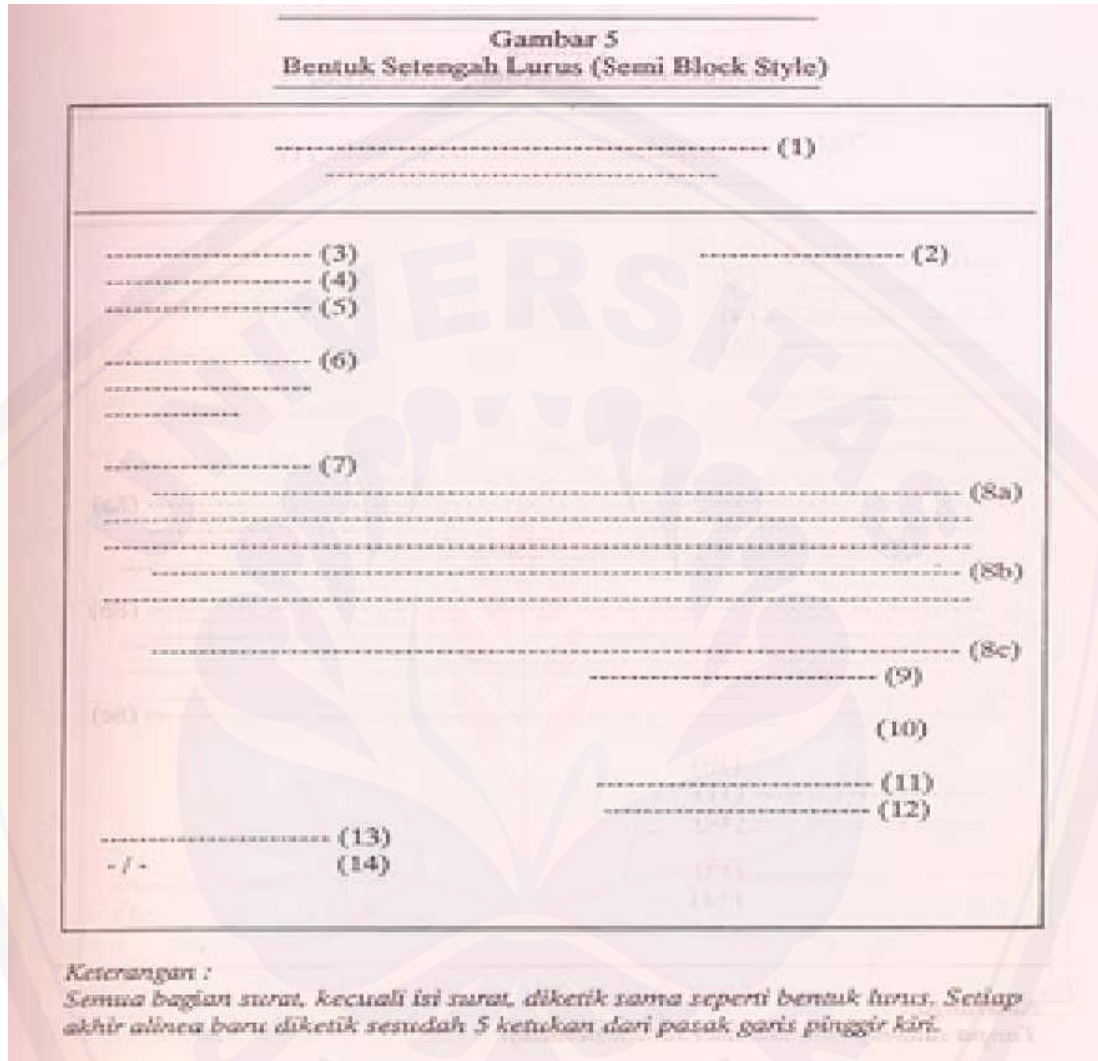 Gambar 5
Bentuk Setengah Lurus (Semi Block Style)
(1)
(3) (2)
(4)
(5)
(6)
(7)
(8a)
(8b)
(8c)
(9)
(10)
(11)
(12)
(13)
- / - (14)
Keterangan :
Semua bagian surat, kecuali isi surat, diketik sama seperti bentuk lurus. Setiap
akhir alinea baru diketik sesudah 5 ketukan dari pasak garis pinggir kiri.
UNIVERSITAS